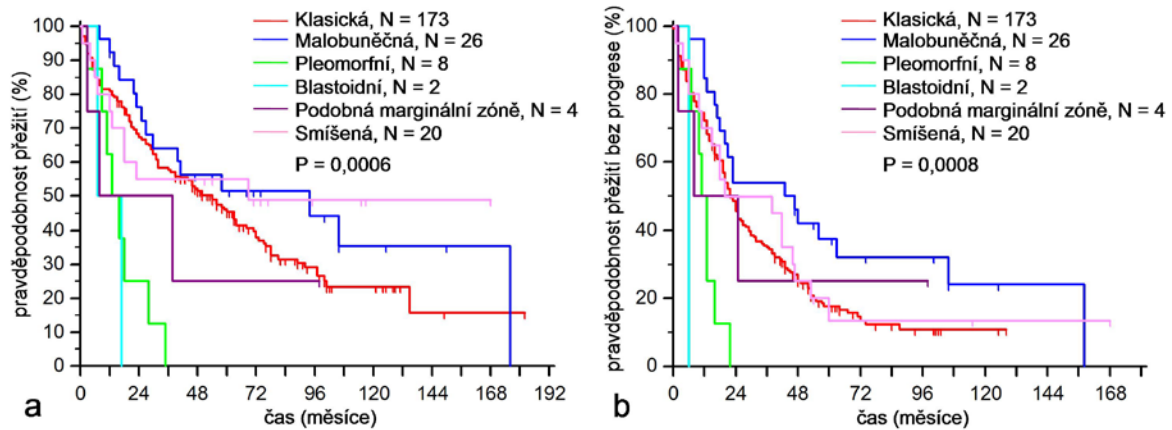 pravděpodobnost přežití (%)
100
90
80
70
60
50
40
30
20
10
0
Klasická, N = 173
Malobuněčná, N = 26
Pleomorfní, N = 8
Blastoidní, N = 2
Podobná marginální zóně, N = 4
Smíšená, N = 20
P = 0,0006
0 24 48 72 96 120 144 168 192
čas (měsíce)
a
pravděpodobnost přežití bez progrese (%)
100
80
60
40
20
0
Klasická, N = 173
Malobuněčná, N = 26
Pleomorfní, N = 8
Blastoidní, N = 2
Podobná marginální zóně, N = 4
Smíšená, N = 20
P = 0,0008
0 24 48 72 96 120 144 168
čas (měsíce)
b